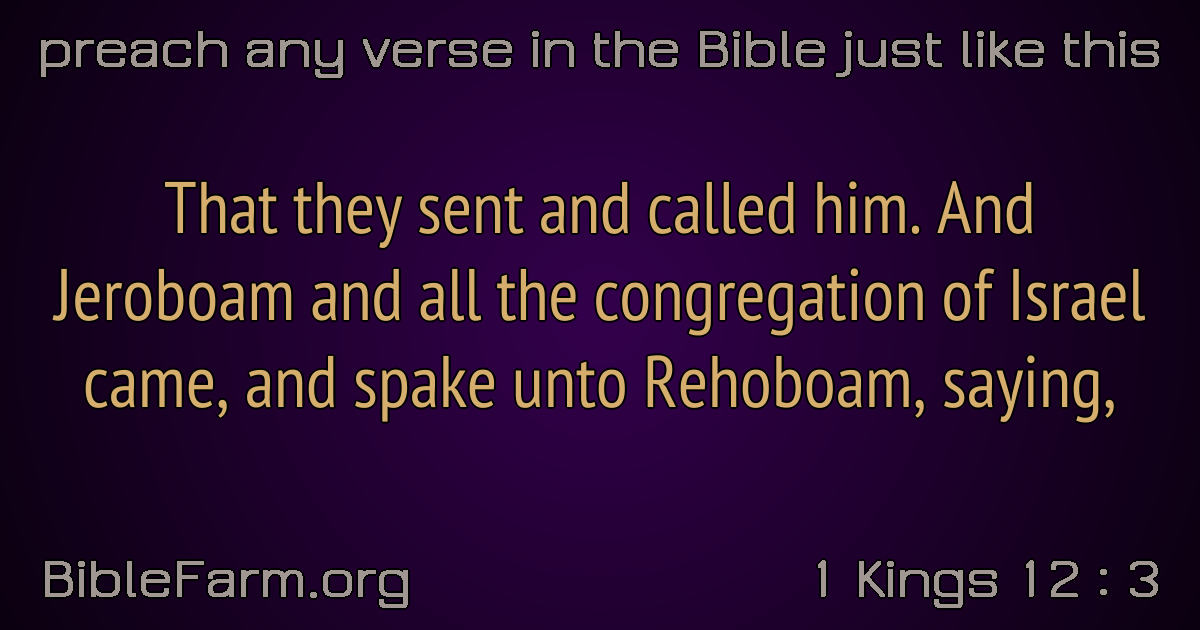 preach any verse in the Bible just like this
That they sent and called him. And
Jeroboam and all the congregation of Israel
came, and spake unto Rehoboam, saying,
BibleFarm.org
1 Kings 12 : 3